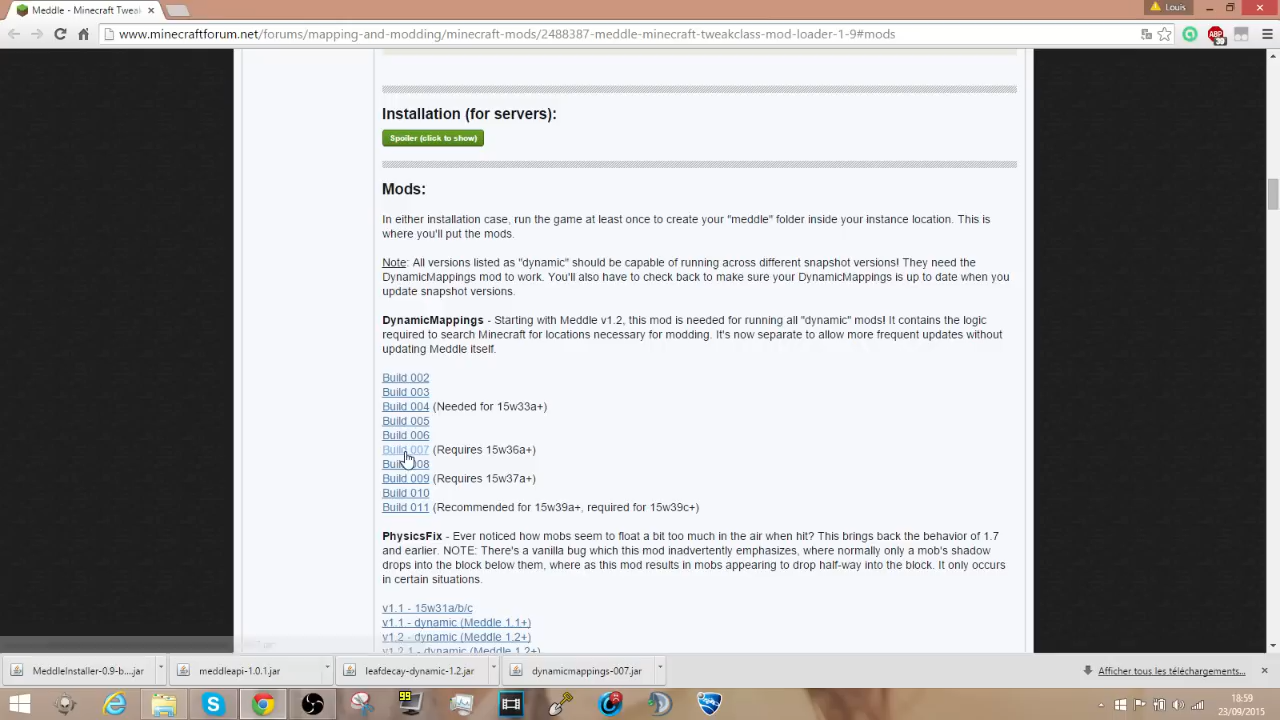 Meddle - Minecraft Tweak
Louis
www.minecraftforum.net/forums/mapping-and-modding/minecraft-mods/2488387-meddle-minecraft-tweakclass-mod-loader-1-9#mods
ABP
Installation (for servers):
Spoiler (click to show)
Mods:
In either installation case, run the game at least once to create your "meddle" folder inside your instance location. This is
where you'll put the mods.
Note: All versions listed as "dynamic" should be capable of running across different snapshot versions! They need the
DynamicMappings mod to work. You'll also have to check back to make sure your DynamicMappings is up to date when you
update snapshot versions.
DynamicMappings - Starting with Meddle v1.2, this mod is needed for running all "dynamic" mods! It contains the logic
required to search Minecraft for locations necessary for modding. It's now separate to allow more frequent updates without
updating Meddle itself.
Build 002
Build 003
Build 004 (Needed for 15w33a+)
Build 005
Build 006
Build 007 (Requires 15w36a+)
Build 008
Build 009 (Requires 15w37a+)
Build 010
Build 011 (Recommended for 15w39a+, required for 15w39c+)
PhysicsFix - Ever noticed how mobs seem to float a bit too much in the air when hit? This brings back the behavior of 1.7
and earlier. NOTE: There's a vanilla bug which this mod inadvertently emphasizes, where normally only a mob's shadow
drops into the block below them, where as this mod results in mobs appearing to drop half-way into the block. It only occurs
in certain situations.
v1.1 - 15w31a/b/c
v1.1 - dynamic (Meddle 1.1+)
v1.2 - dynamic (Meddle 1.2+)
v1.2.1 - dynamic (Meddle 1.2+)
MeddleInstaller-0.9-b....jar
meddleapi-1.0.1.jar
leafdecay-dynamic-1.2.jar
dynamicmappings-007.jar
Afficher tous les téléchargements...
99
18:59
23/09/2015